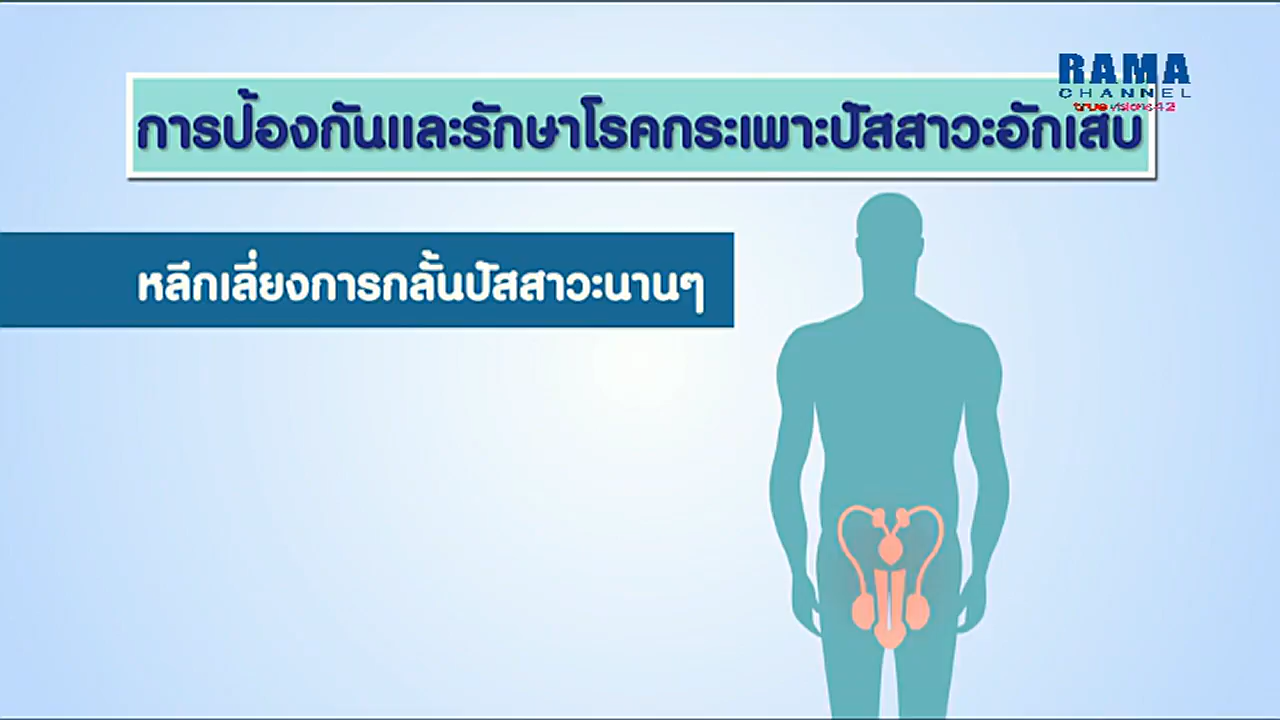 RAMA
CHANNEL
true visions 42
การป้องกันและรักษาโรคกระเพาะปัสสาวะอักเสบ
หลีกเลี่ยงการกลั้นปัสสาวะนานๆ